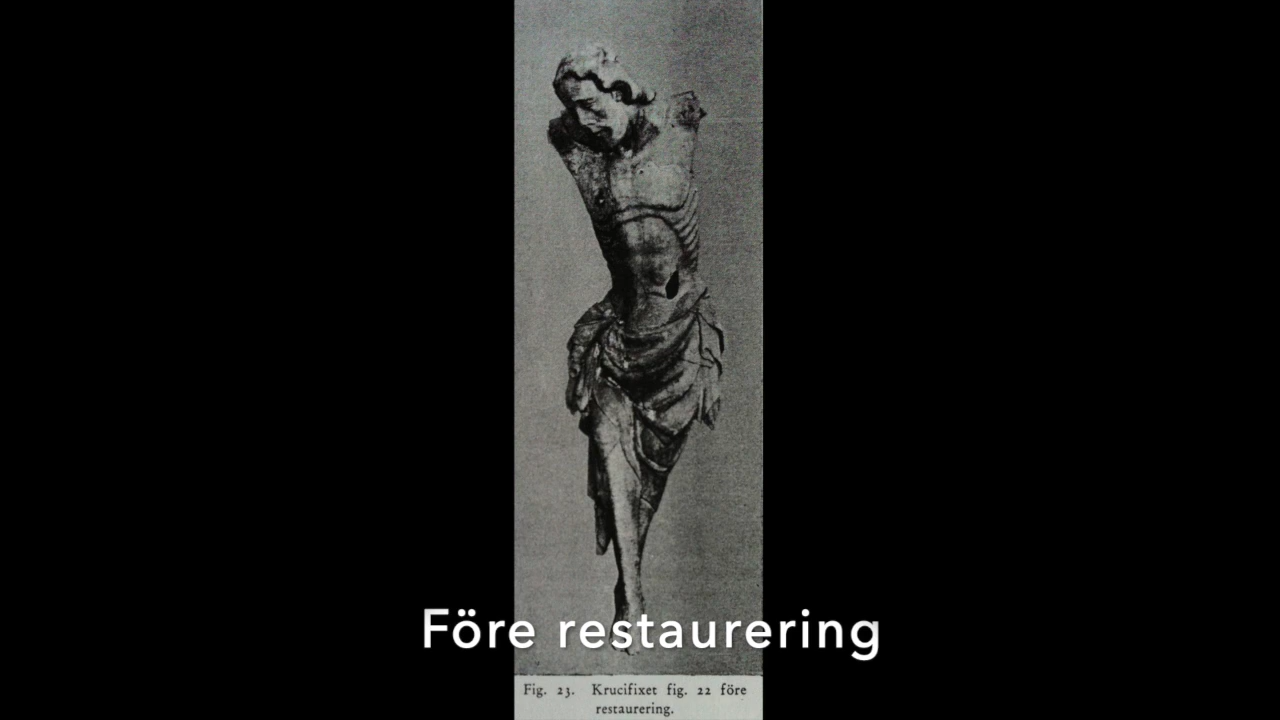 Före restaurering
Fig. 23. Krucifixet fig. 22 före
restaurering.